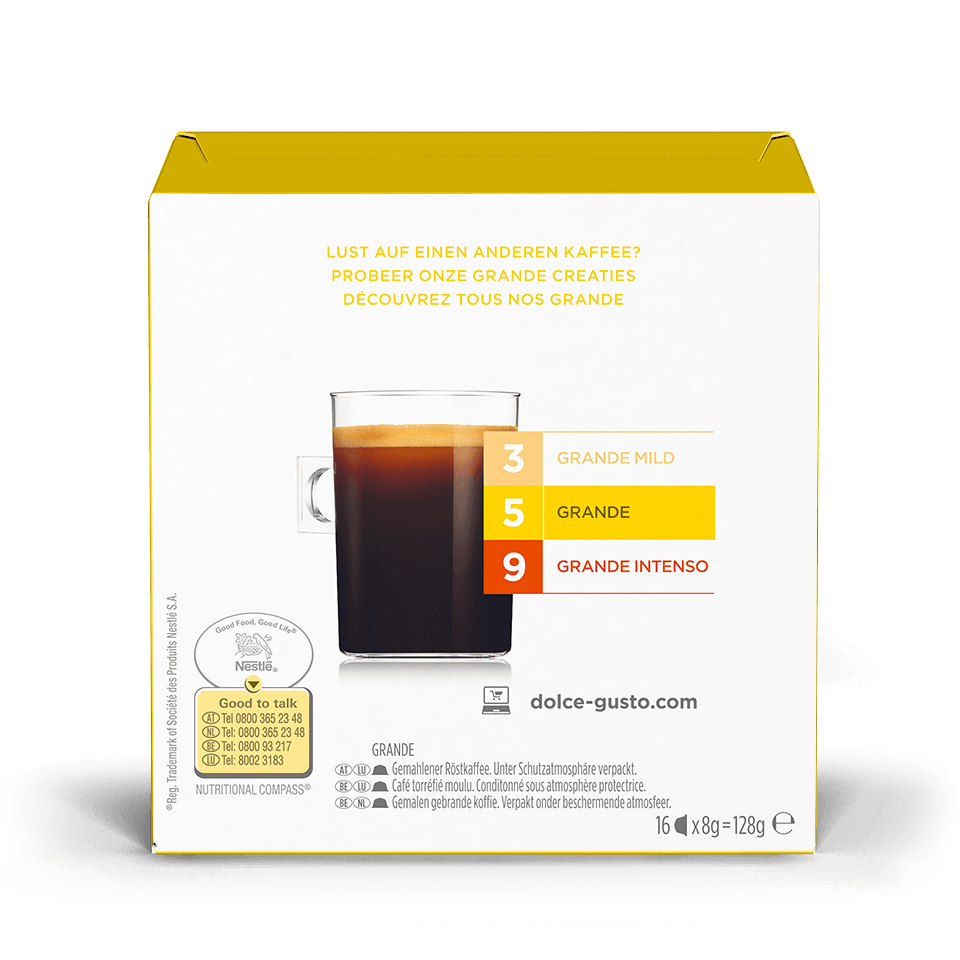 LUST AUF EINEN ANDEREN KAFFEE?
PROBEER ONZE GRANDE CREATIES
DÉCOUVREZ TOUS NOS GRANDE
3 GRANDE MILD
5 GRANDE
9 GRANDE INTENSO
®Reg. Trademark of Société des Produits Nestlé S.A.
Good Food, Good Life®
Nestlé®
Good to talk
AT Tel 0800 365 23 48
NL Tel: 0800 365 23 48
BE Tel: 0800 93 217
LU Tel: 8002 3183
NUTRITIONAL COMPASS®
dolce-gusto.com
GRANDE
AT LU Gemahlener Röstkaffee. Unter Schutzatmosphäre verpackt.
BE LU Café torréfié moulu. Conditonné sous atmosphère protectrice.
BE NL Gemalen gebrande koffie. Verpakt onder beschermende atmosfeer.
16 x 8g = 128g ℮